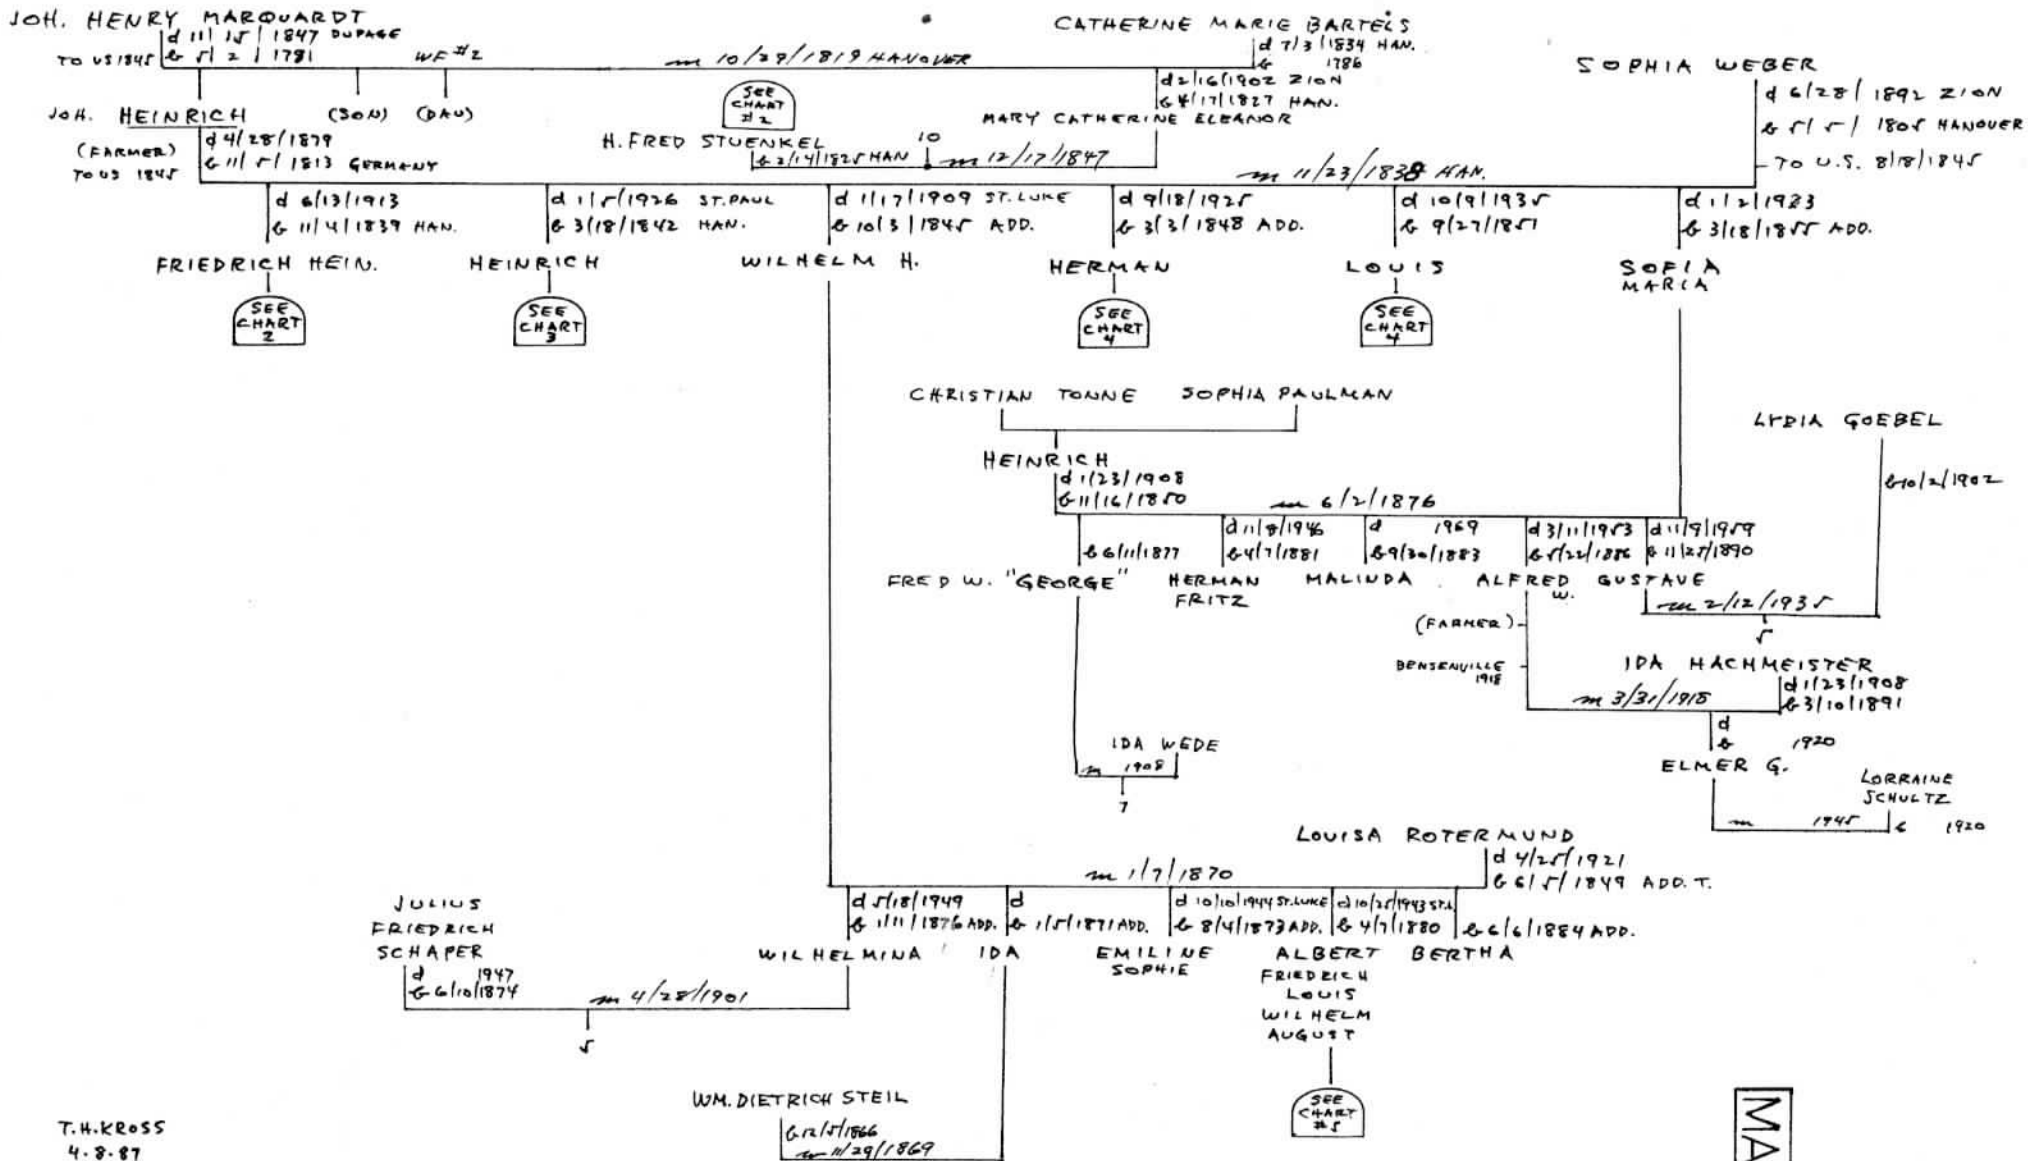 JOH. HENRY MARQUARDT
d 11/15/1847 DUPAGE
TO US 1845 b 5/2/1781
WF #2
m 10/29/1819 HANOVER
CATHERINE MARIE BARTELS
d 7/3/1834 HAN.
b 1786
SOPHIA WEBER
d 6/28/1892 ZION
b 5/5/1805 HANOVER
TO U.S. 8/18/1845
JOH. HEINRICH
(SON) (DAU)
(FARMER)
TO US 1845
d 4/28/1879
b 11/5/1813 GERMANY
SEE
CHART
#2
d 2/16/1902 ZION
b 4/17/1827 HAN.
MARY CATHERINE ELEANOR
H. FRED STUENKEL
b 2/14/1825 HAN
10
m 12/17/1847
m 11/23/1838 HAN.
d 6/13/1913
b 11/4/1839 HAN.
FRIEDRICH HEIN.
SEE
CHART
2
d 1/5/1926 ST. PAUL
b 3/18/1842 HAN.
HEINRICH
SEE
CHART
3
d 1/17/1909 ST. LUKE
b 10/3/1845 ADD.
WILHELM H.
d 9/18/1925
b 3/3/1848 ADD.
HERMAN
SEE
CHART
4
d 10/9/1935
b 9/27/1851
LOUIS
SEE
CHART
4
b 3/18/1855 ADD.
SOFIA
MARIA
CHRISTIAN TONNE SOPHIA PAULMAN
HEINRICH
d 1/23/1908
b 11/16/1850
m 6/2/1876
LYDIA GOEBEL
b 10/2/1902
b 6/11/1877
FRED W. "GEORGE"
d 11/8/1946
b 4/7/1881
HERMAN
FRITZ
d 1969
b 9/30/1883
MALINDA
d 3/11/1953
b 5/22/1886
ALFRED
W.
d 11/9/1959
b 11/25/1890
GUSTAVE
m 2/12/1935
5
(FARMER)
BENSENVILLE
1918
IDA HACHMEISTER
d 1/23/1908
b 3/10/1891
m 3/31/1918
d
b 1920
ELMER G.
LORRAINE
SCHULTZ
m 1945 b 1920
IDA WEDE
m 1908
7
LOUISA ROTERMUND
d 4/25/1921
b 6/5/1849 ADD. T.
m 1/7/1870
JULIUS
FRIEDRICH
SCHAPER
d 1947
b 6/10/1874
m 4/28/1901
5
d 5/18/1949
b 1/11/1876 ADD.
WILHELMINA
d
b 1/5/1871 ADD.
IDA
d 10/10/1944 ST. LUKE
b 8/4/1873 ADD.
EMILINE
SOPHIE
d 10/25/1943 ST.L
b 4/7/1880
ALBERT
FRIEDRICH
LOUIS
WILHELM
AUGUST
b 6/6/1884 ADD.
BERTHA
SEE
CHART
#5
WM. DIETRICH STEIL
b 12/5/1866
m 11/29/1869
T.H.KROSS
4.8.87
MA